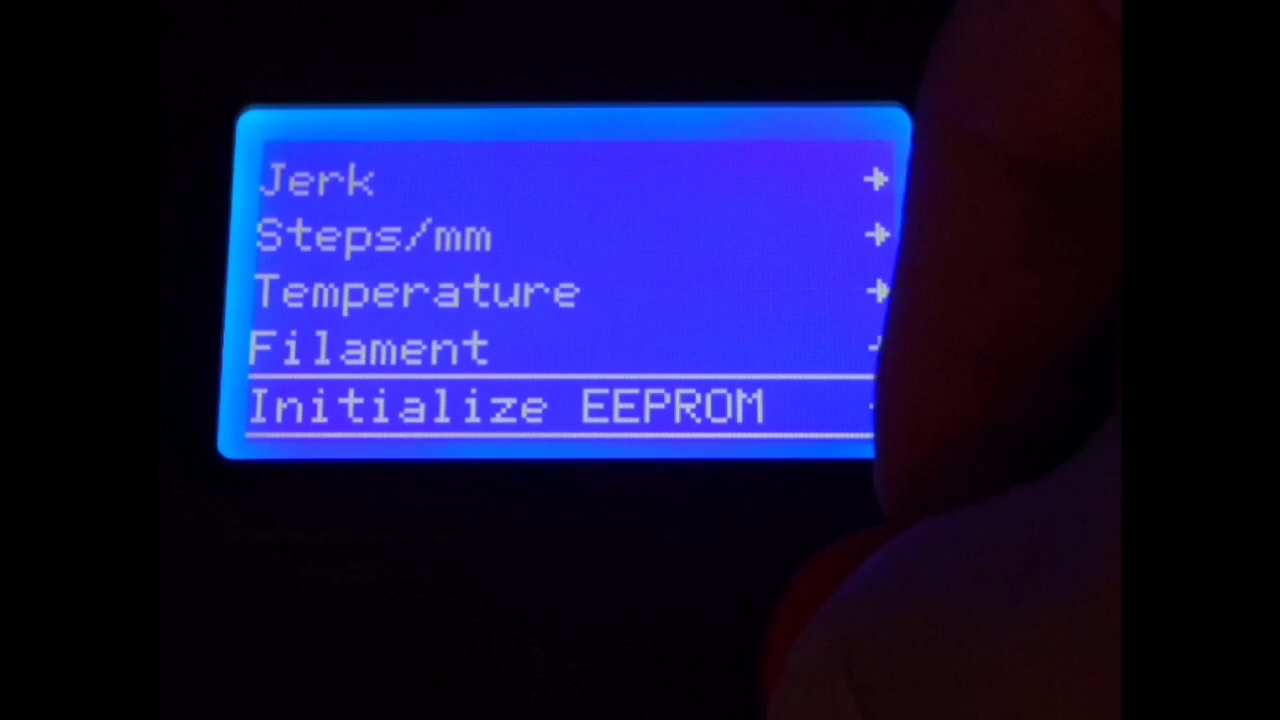 Jerk
Steps/mm
Temperature
Filament
Initialize EEPROM